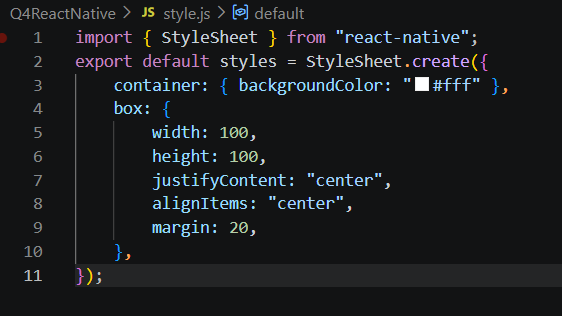 Q4ReactNative > JS style.js > default
1 import { StyleSheet } from "react-native";
2 export default styles = StyleSheet.create({
3 container: { backgroundColor: "#fff" },
4 box: {
5 width: 100,
6 height: 100,
7 justifyContent: "center",
8 alignItems: "center",
9 margin: 20,
10 },
11 });